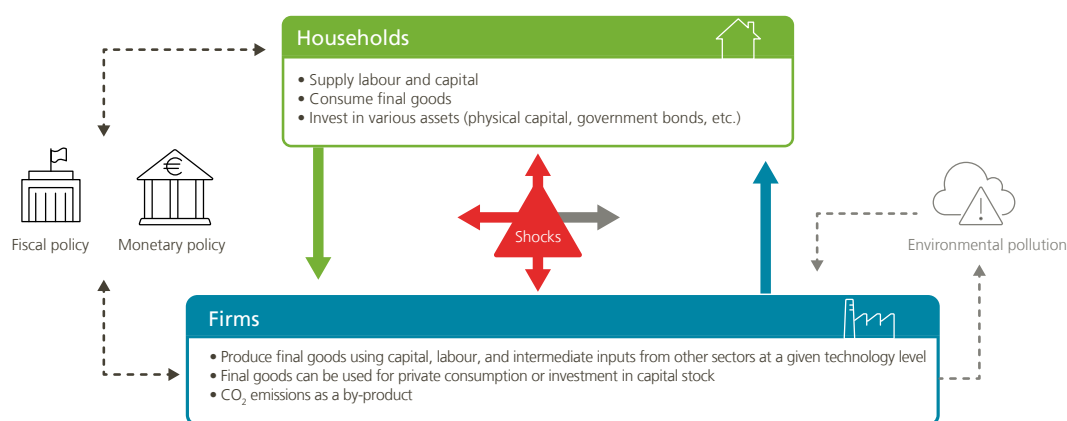 Households
• Supply labour and capital
• Consume final goods
• Invest in various assets (physical capital, government bonds, etc.)
€
Fiscal policy
Monetary policy
Shocks
Environmental pollution
Firms
• Produce final goods using capital, labour, and intermediate inputs from other sectors at a given technology level
• Final goods can be used for private consumption or investment in capital stock
• CO₂ emissions as a by-product